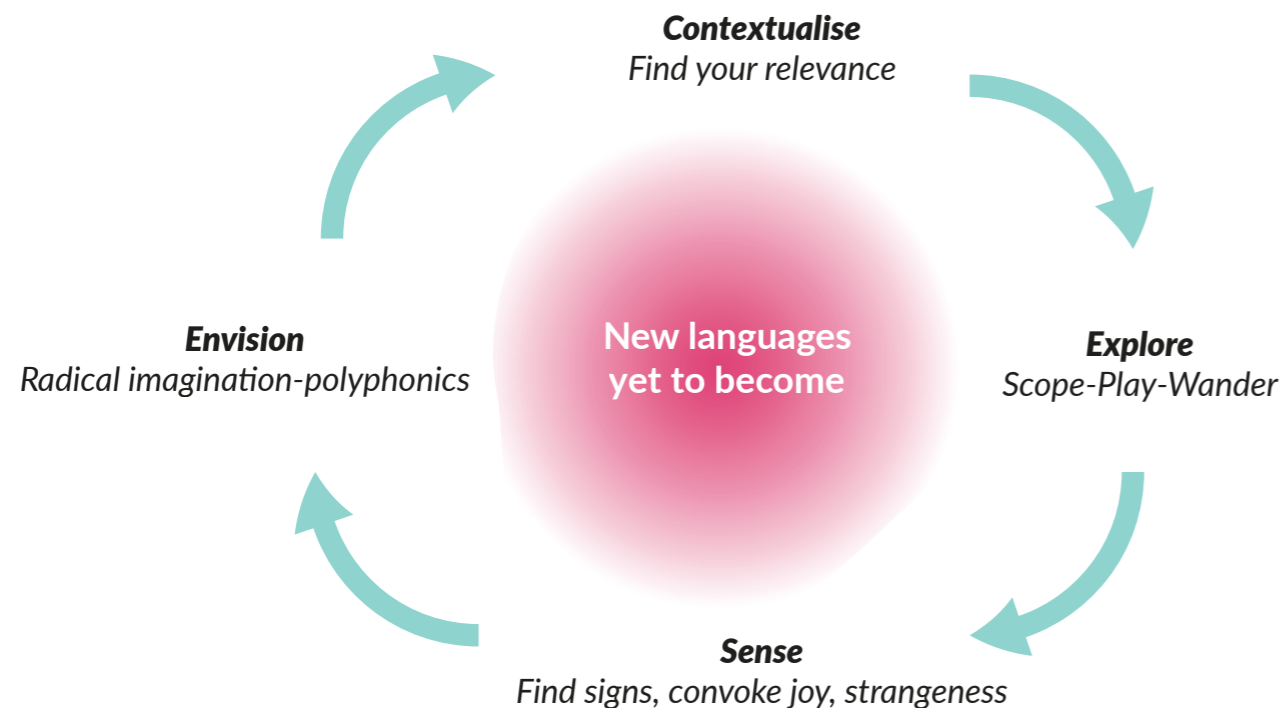 Contextualise
Find your relevance
New languages
yet to become
Envision
Radical imagination-polyphonics
Explore
Scope-Play-Wander
Sense
Find signs, convoke joy, strangeness